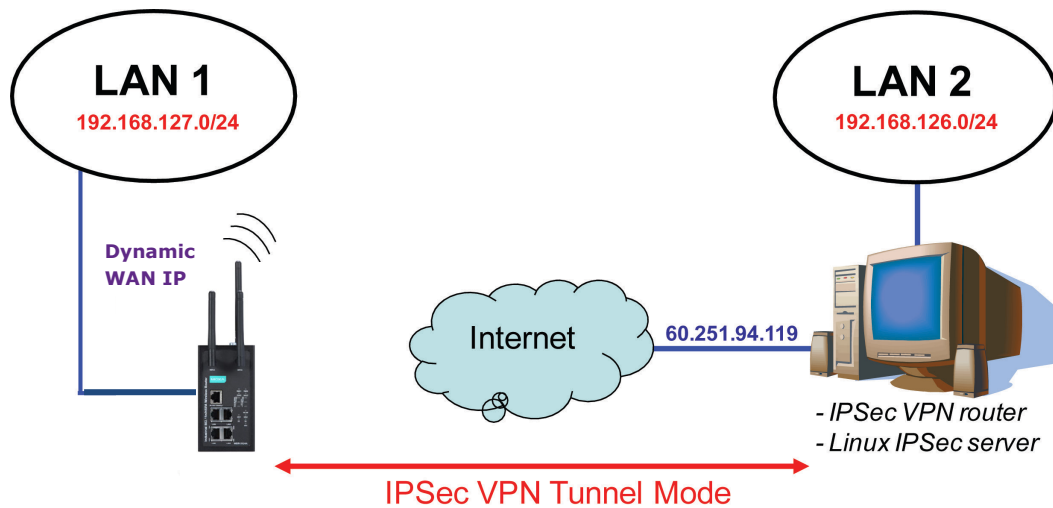 LAN 1
192.168.127.0/24
LAN 2
192.168.126.0/24
Dynamic
WAN IP
Internet
60.251.94.119
- IPSec VPN router
- Linux IPSec server
IPSec VPN Tunnel Mode